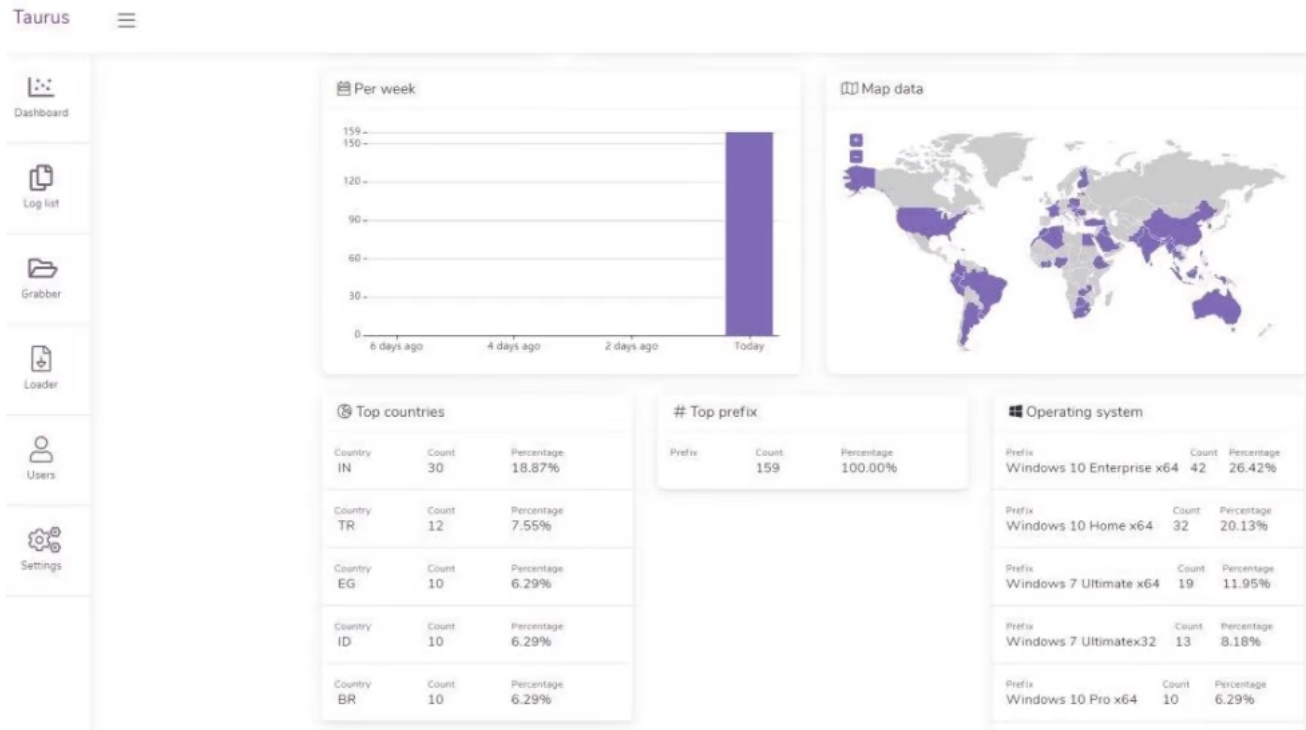 Taurus
Dashboard
Log list
Grabber
Loader
Users
Settings
Per week
159
150
120
90
60
30
0
6 days ago 4 days ago 2 days ago Today
Map data
+
−
Top countries
Country Count Percentage
IN 30 18.87%
Country Count Percentage
TR 12 7.55%
Country Count Percentage
EG 10 6.29%
Country Count Percentage
ID 10 6.29%
Country Count Percentage
BR 10 6.29%
# Top prefix
Prefix Count Percentage
159 100.00%
Operating system
Prefix Count Percentage
Windows 10 Enterprise x64 42 26.42%
Prefix Count Percentage
Windows 10 Home x64 32 20.13%
Prefix Count Percentage
Windows 7 Ultimate x64 19 11.95%
Prefix Count Percentage
Windows 7 Ultimatex32 13 8.18%
Prefix Count Percentage
Windows 10 Pro x64 10 6.29%